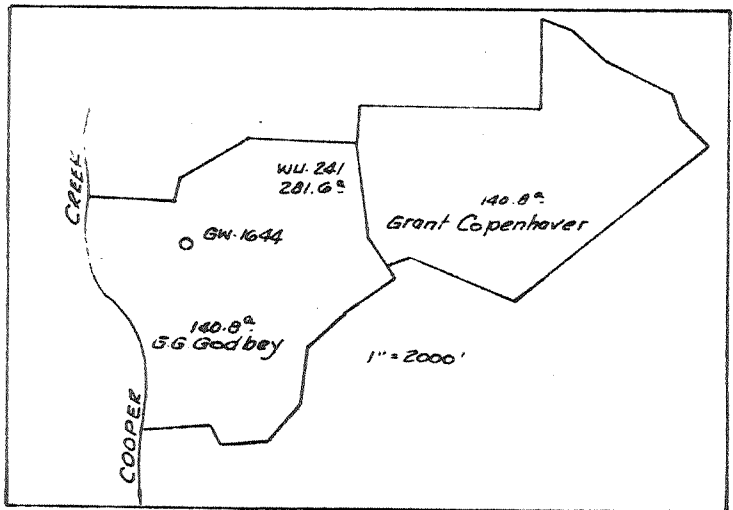 WU-241
281.6ª
140.8ª
Grant Copenhaver
CREEK
GW-1644
140.8ª
G.G. Godbey
1" = 2000'
COOPER